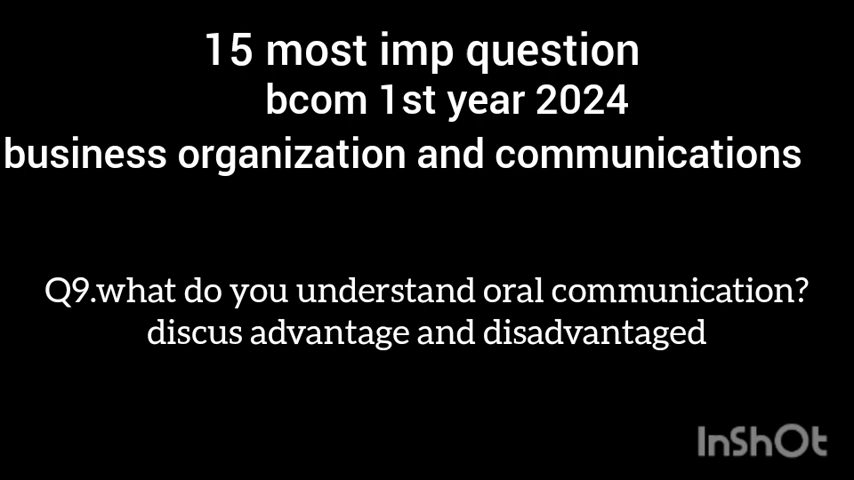 15 most imp question
bcom 1st year 2024
business organization and communications
Q9.what do you understand oral communication?
discus advantage and disadvantaged
InShOt